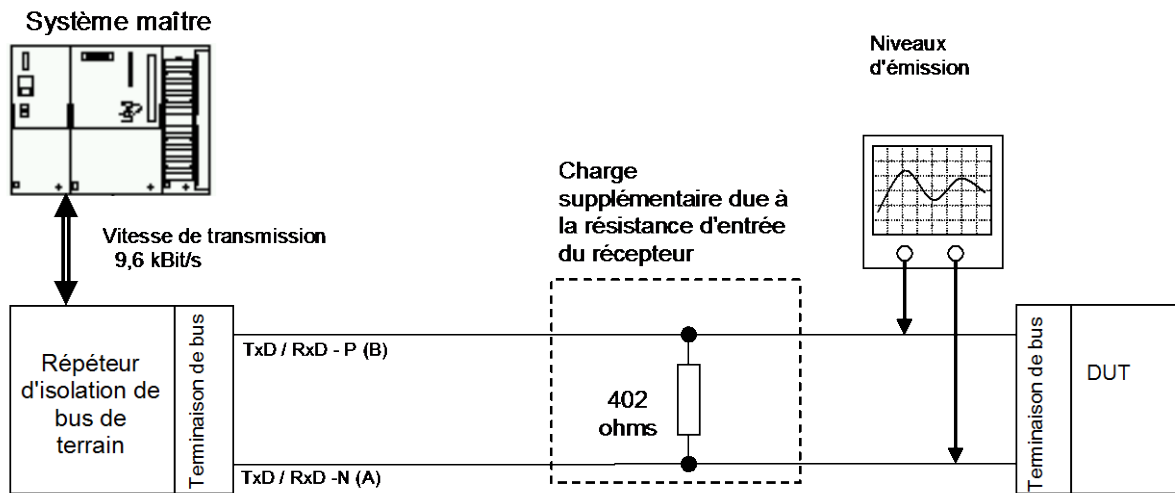 Système maître
Niveaux
d'émission
Charge
supplémentaire due à
la résistance d'entrée
du récepteur
Vitesse de transmission
9,6 kBit/s
Répéteur
d'isolation de
bus de
terrain
Terminaison de bus
TxD / RxD - P (B)
402
ohms
TxD / RxD -N (A)
Terminaison de bus
DUT